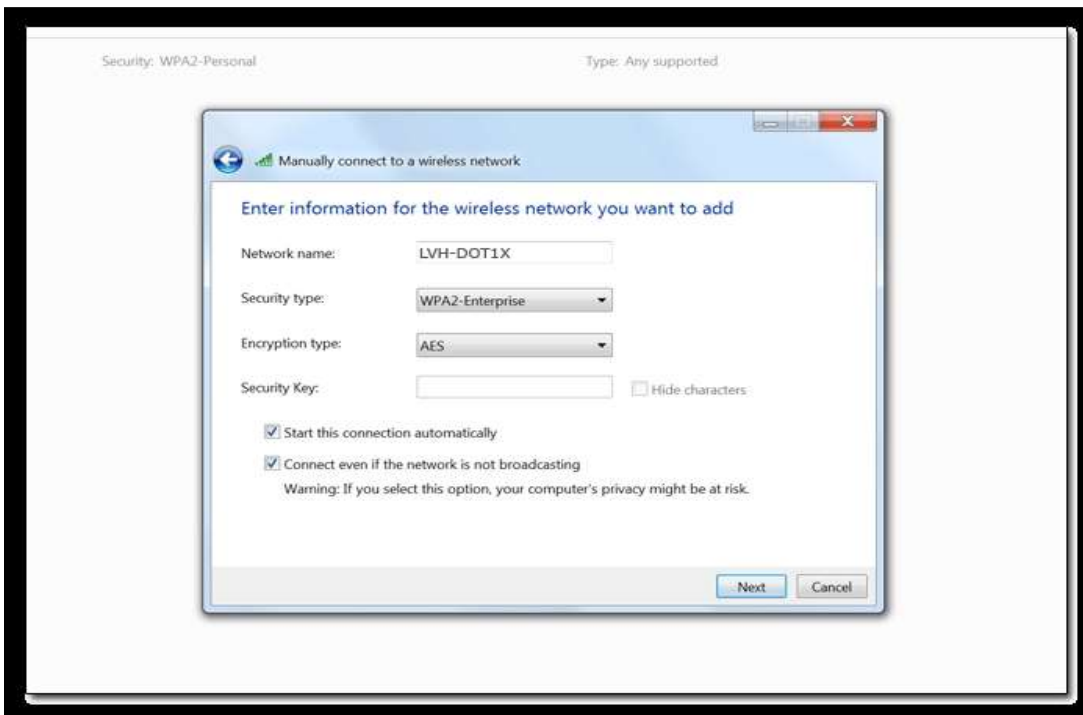 Security: WPA2-Personal Type: Any supported
Manually connect to a wireless network
Enter information for the wireless network you want to add
Network name: LVH-DOT1X
Security type: WPA2-Enterprise
Encryption type: AES
Security Key: Hide characters
Start this connection automatically
Connect even if the network is not broadcasting
Warning: If you select this option, your computer's privacy might be at risk.
Next Cancel